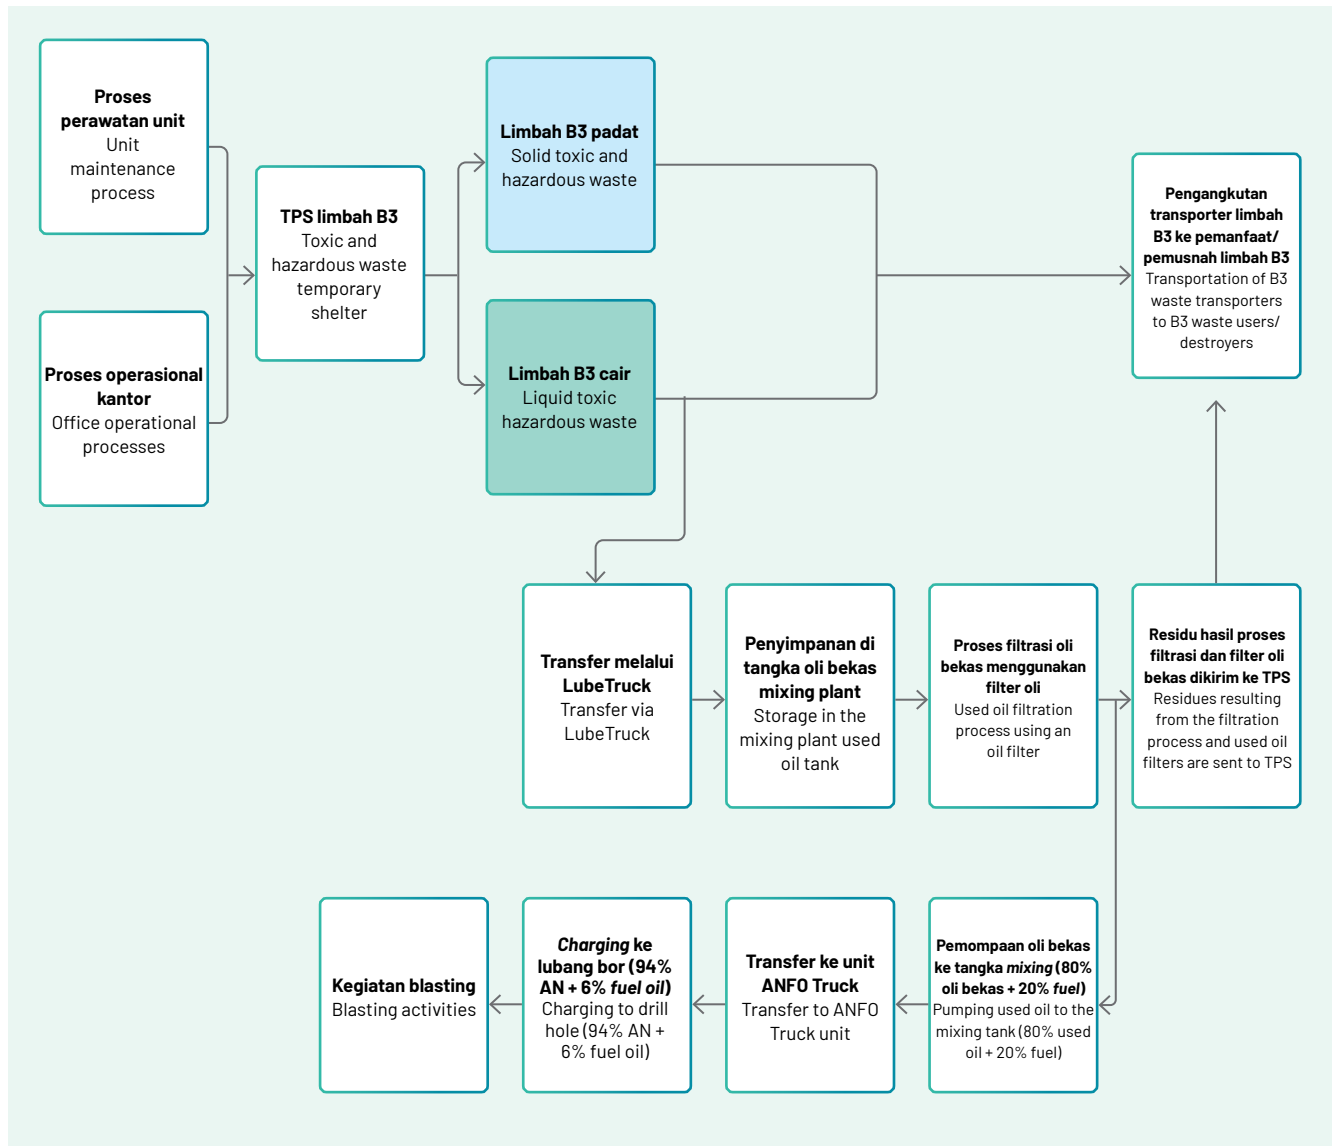 Proses
perawatan unit
Unit
maintenance
process
Proses operasional
kantor
Office operational
processes
TPS limbah B3
Toxic and
hazardous waste
temporary
shelter
Limbah B3 padat
Solid toxic and
hazardous waste
Limbah B3 cair
Liquid toxic
hazardous waste
Pengangkutan
transporter limbah
B3 ke pemanfaat/
pemusnah limbah B3
Transportation of B3
waste transporters
to B3 waste users/
destroyers
Transfer melalui
LubeTruck
Transfer via
LubeTruck
Penyimpanan di
tangka oli bekas
mixing plant
Storage in the
mixing plant used
oil tank
Proses filtrasi oli
bekas menggunakan
filter oli
Used oil filtration
process using an
oil filter
Residu hasil proses
filtrasi dan filter oli
bekas dikirim ke TPS
Residues resulting
from the filtration
process and used oil
filters are sent to TPS
Kegiatan blasting
Blasting activities
Charging ke
lubang bor (94%
AN + 6% fuel oil)
Charging to drill
hole (94% AN +
6% fuel oil)
Transfer ke unit
ANFO Truck
Transfer to ANFO
Truck unit
Pemompaan oli bekas
ke tangka mixing (80%
oli bekas + 20% fuel)
Pumping used oil to the
mixing tank (80% used
oil + 20% fuel)